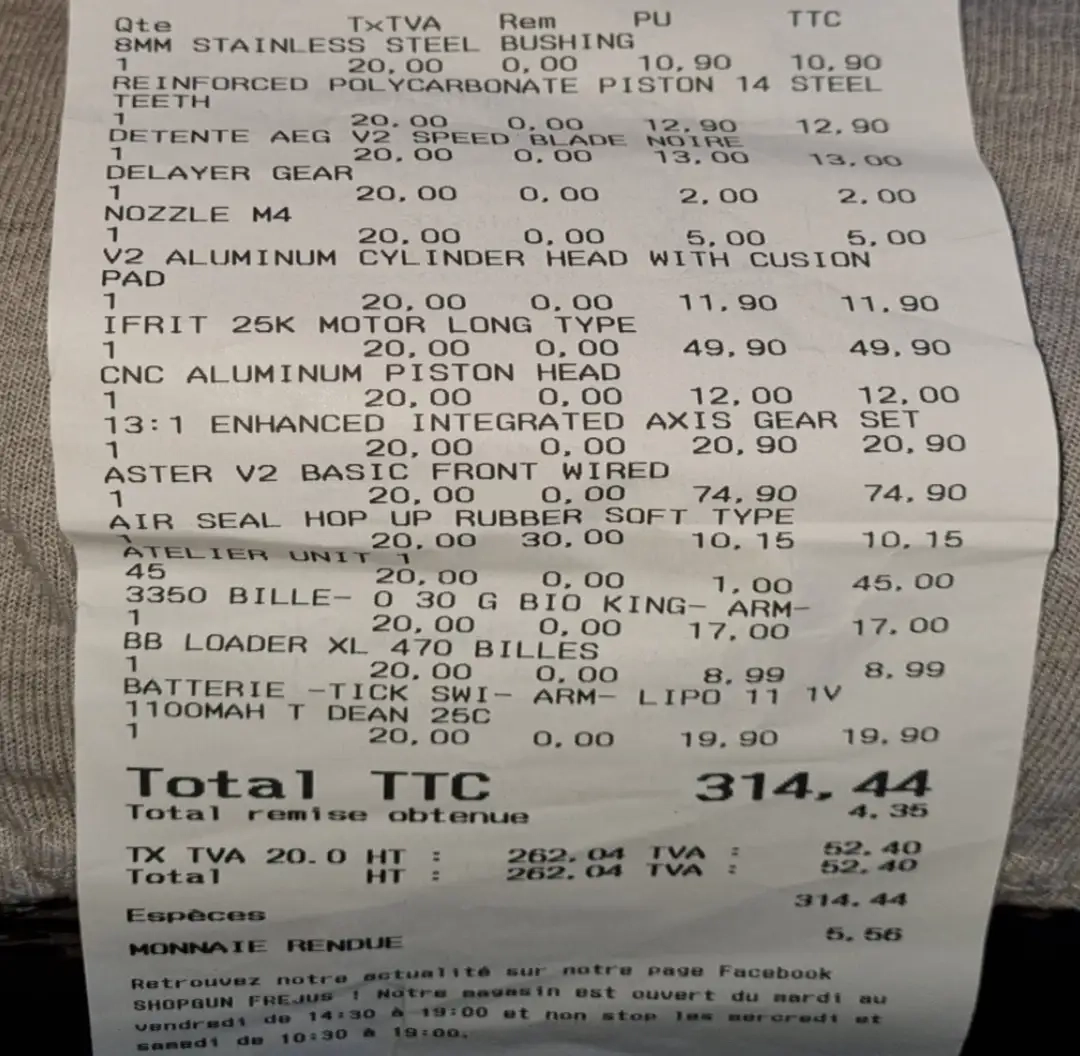 Qte TxTVA Rem PU TTC
8MM STAINLESS STEEL BUSHING
1 20,00 0,00 10,90 10,90
REINFORCED POLYCARBONATE PISTON 14 STEEL
TEETH
1 20,00 0,00 12,90 12,90
DETENTE AEG V2 SPEED BLADE NOIRE
1 20,00 0,00 13,00 13,00
DELAYER GEAR
1 20,00 0,00 2,00 2,00
NOZZLE M4
1 20,00 0,00 5,00 5,00
V2 ALUMINUM CYLINDER HEAD WITH CUSION
PAD
1 20,00 0,00 11,90 11,90
IFRIT 25K MOTOR LONG TYPE
1 20,00 0,00 49,90 49,90
CNC ALUMINUM PISTON HEAD
1 20,00 0,00 12,00 12,00
13:1 ENHANCED INTEGRATED AXIS GEAR SET
1 20,00 0,00 20,90 20,90
ASTER V2 BASIC FRONT WIRED
1 20,00 0,00 74,90 74,90
AIR SEAL HOP UP RUBBER SOFT TYPE
1 20,00 30,00 10,15 10,15
ATELIER UNIT 1
45 20,00 0,00 1,00 45,00
3350 BILLE- 0 30 G BIO KING- ARM-
1 20,00 0,00 17,00 17,00
BB LOADER XL 470 BILLES
1 20,00 0,00 8,99 8,99
BATTERIE -TICK SWI- ARM- LIPO 11 1V
1100MAH T DEAN 25C
1 20,00 0,00 19,90 19,90
Total TTC 314,44
Total remise obtenue 4,35
TX TVA 20.0 HT : 262,04 TVA : 52,40
Total HT : 262,04 TVA : 52,40
Espèces 314,44
MONNAIE RENDUE 5,56
Retrouvez notre actualité sur notre page Facebook
SHOPGUN FREJUS ! Notre magasin est ouvert du mardi au
vendredi de 14:30 à 19:00 et non stop les mercredi et
samedi de 10:30 à 19:00.